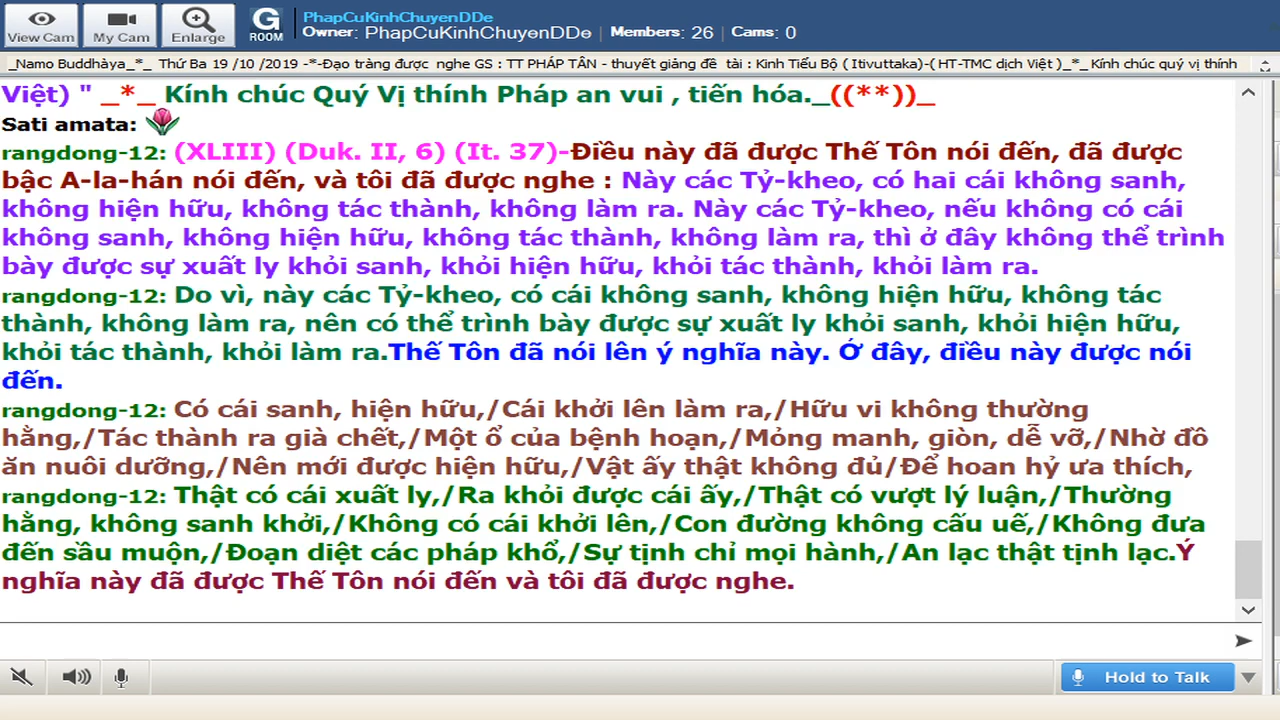 PhapCuKinhChuyenDDe
Owner: PhapCuKinhChuyenDDe | Members: 26 | Cams: 0
View Cam
My Cam
Enlarge
G ROOM
_Namo Buddhàya_*_ Thứ Ba 19 /10 /2019 -*-Đạo tràng được nghe GS : TT PHÁP TÂN - thuyết giảng đề tài : Kinh Tiểu Bộ ( Itivuttaka)-( HT-TMC dịch Việt )_*_ Kính chúc quý vị thính
Việt) " _*_ Kính chúc Quý Vị thính Pháp an vui , tiến hóa._((**))_
Sati amata:
rangdong-12: (XLIII) (Duk. II, 6) (It. 37)-Điều này đã được Thế Tôn nói đến, đã được
bậc A-la-hán nói đến, và tôi đã được nghe : Này các Tỷ-kheo, có hai cái không sanh,
không hiện hữu, không tác thành, không làm ra. Này các Tỷ-kheo, nếu không có cái
không sanh, không hiện hữu, không tác thành, không làm ra, thì ở đây không thể trình
bày được sự xuất ly khỏi sanh, khỏi hiện hữu, khỏi tác thành, khỏi làm ra.
rangdong-12: Do vì, này các Tỷ-kheo, có cái không sanh, không hiện hữu, không tác
thành, không làm ra, nên có thể trình bày được sự xuất ly khỏi sanh, khỏi hiện hữu,
khỏi tác thành, khỏi làm ra.Thế Tôn đã nói lên ý nghĩa này. Ở đây, điều này được nói
đến.
rangdong-12: Có cái sanh, hiện hữu,/Cái khởi lên làm ra,/Hữu vi không thường
hằng,/Tác thành ra già chết,/Một ổ của bệnh hoạn,/Mỏng manh, giòn, dễ vỡ,/Nhờ đồ
ăn nuôi dưỡng,/Nên mới được hiện hữu,/Vật ấy thật không đủ/Để hoan hỷ ưa thích,
rangdong-12: Thật có cái xuất ly,/Ra khỏi được cái ấy,/Thật có vượt lý luận,/Thường
hằng, không sanh khởi,/Không có cái khởi lên,/Con đường không cấu uế,/Không đưa
đến sầu muộn,/Đoạn diệt các pháp khổ,/Sự tịnh chỉ mọi hành,/An lạc thật tịnh lạc.Ý
nghĩa này đã được Thế Tôn nói đến và tôi đã được nghe.
Hold to Talk